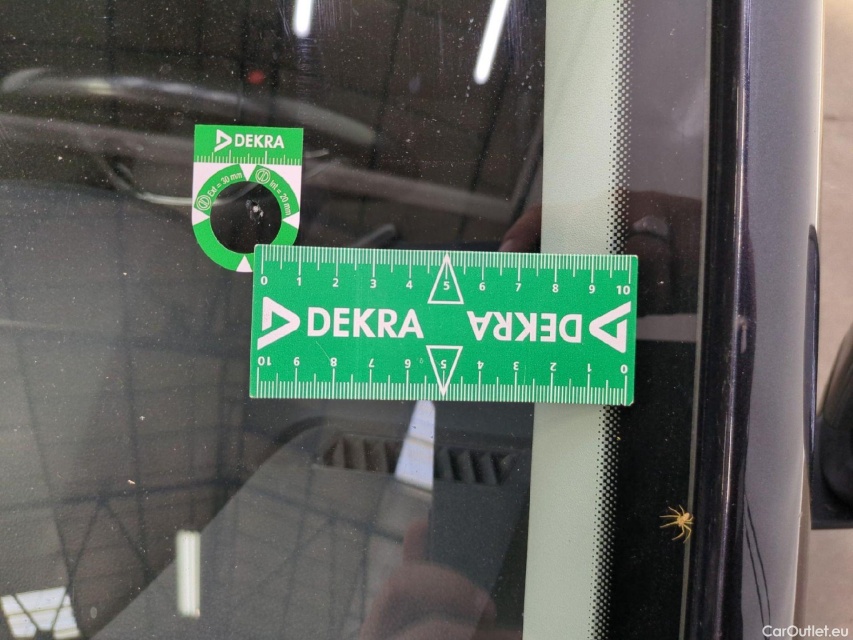 DEKRA
Ext = 30 mm
Int = 20 mm
0 1 2 3 4 5 6 7 8 9 10
DEKRA DEKRA
10 9 8 7 6 5 4 3 2 1 0
CarOutlet.eu